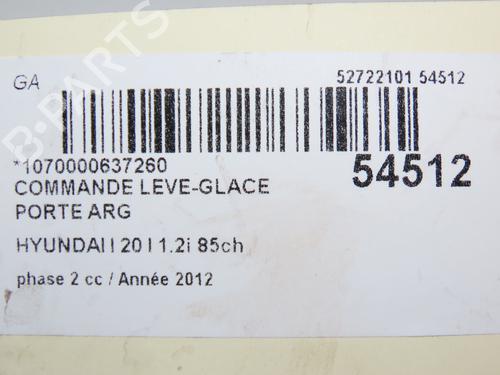 GA
52722101 54512
*1070000637260
54512
COMMANDE LEVE-GLACE
PORTE ARG
HYUNDAI I 20 I 1.2i 85ch
phase 2 cc / Année 2012
B-PARTS